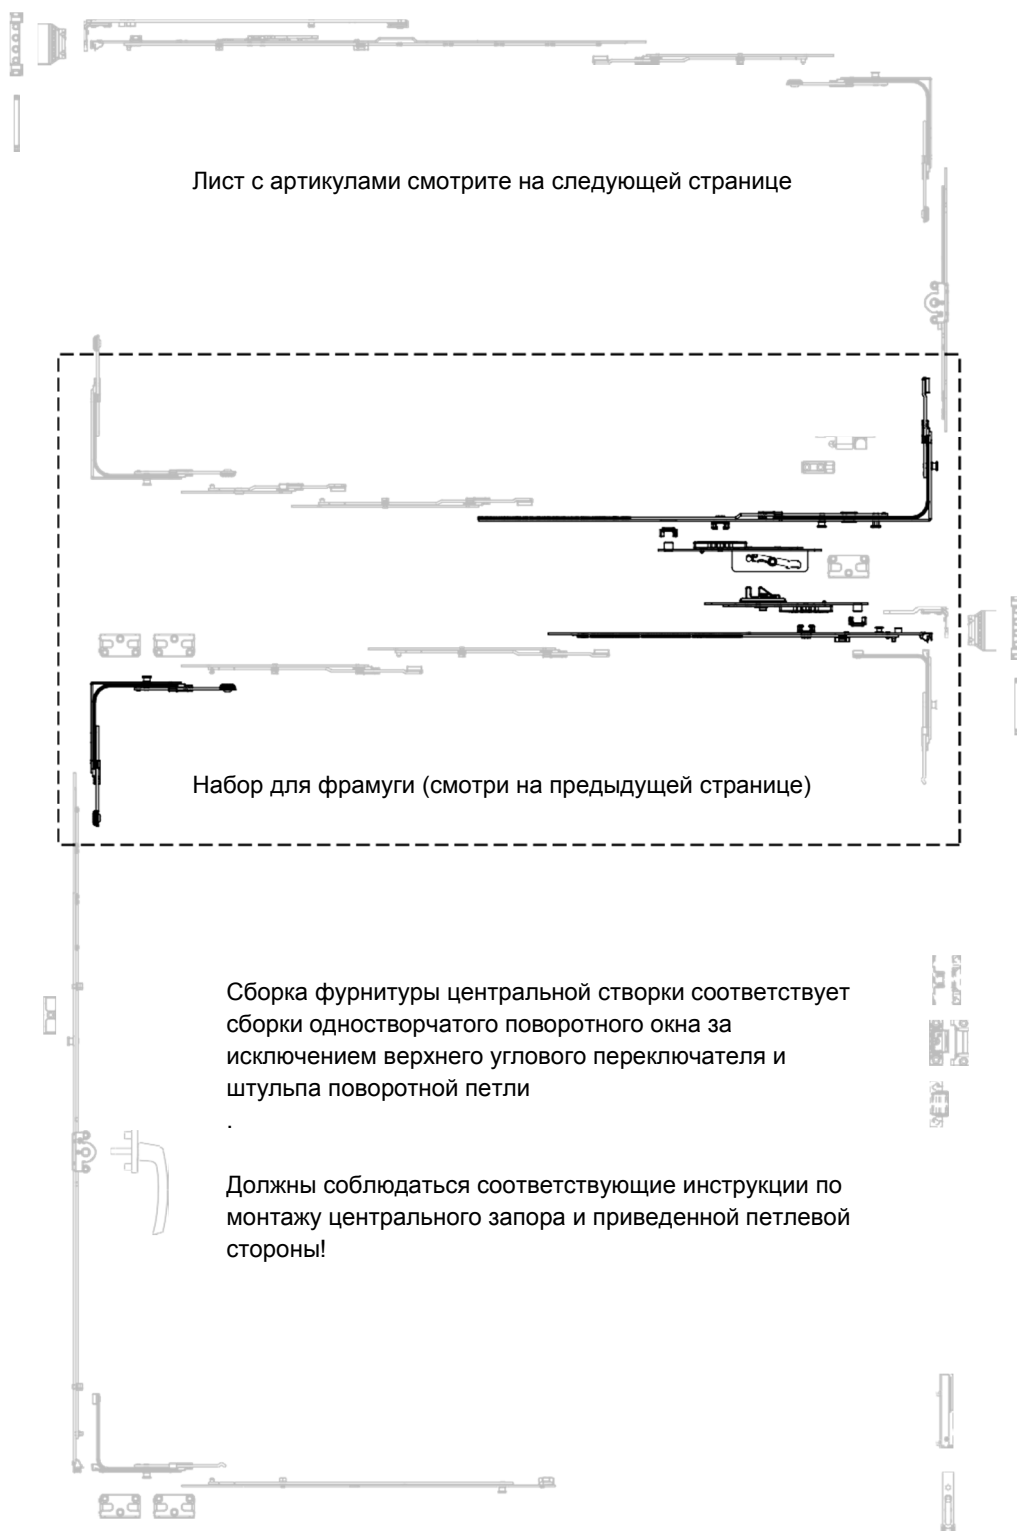 Лист с артикулами смотрите на следующей странице
Набор для фрамуги (смотри на предыдущей странице)
Сборка фурнитуры центральной створки соответствует
сборки одностворчатого поворотного окна за
исключением верхнего углового переключателя и
штульпа поворотной петли
.
Должны соблюдаться соответствующие инструкции по
монтажу центрального запора и приведенной петлевой
стороны!